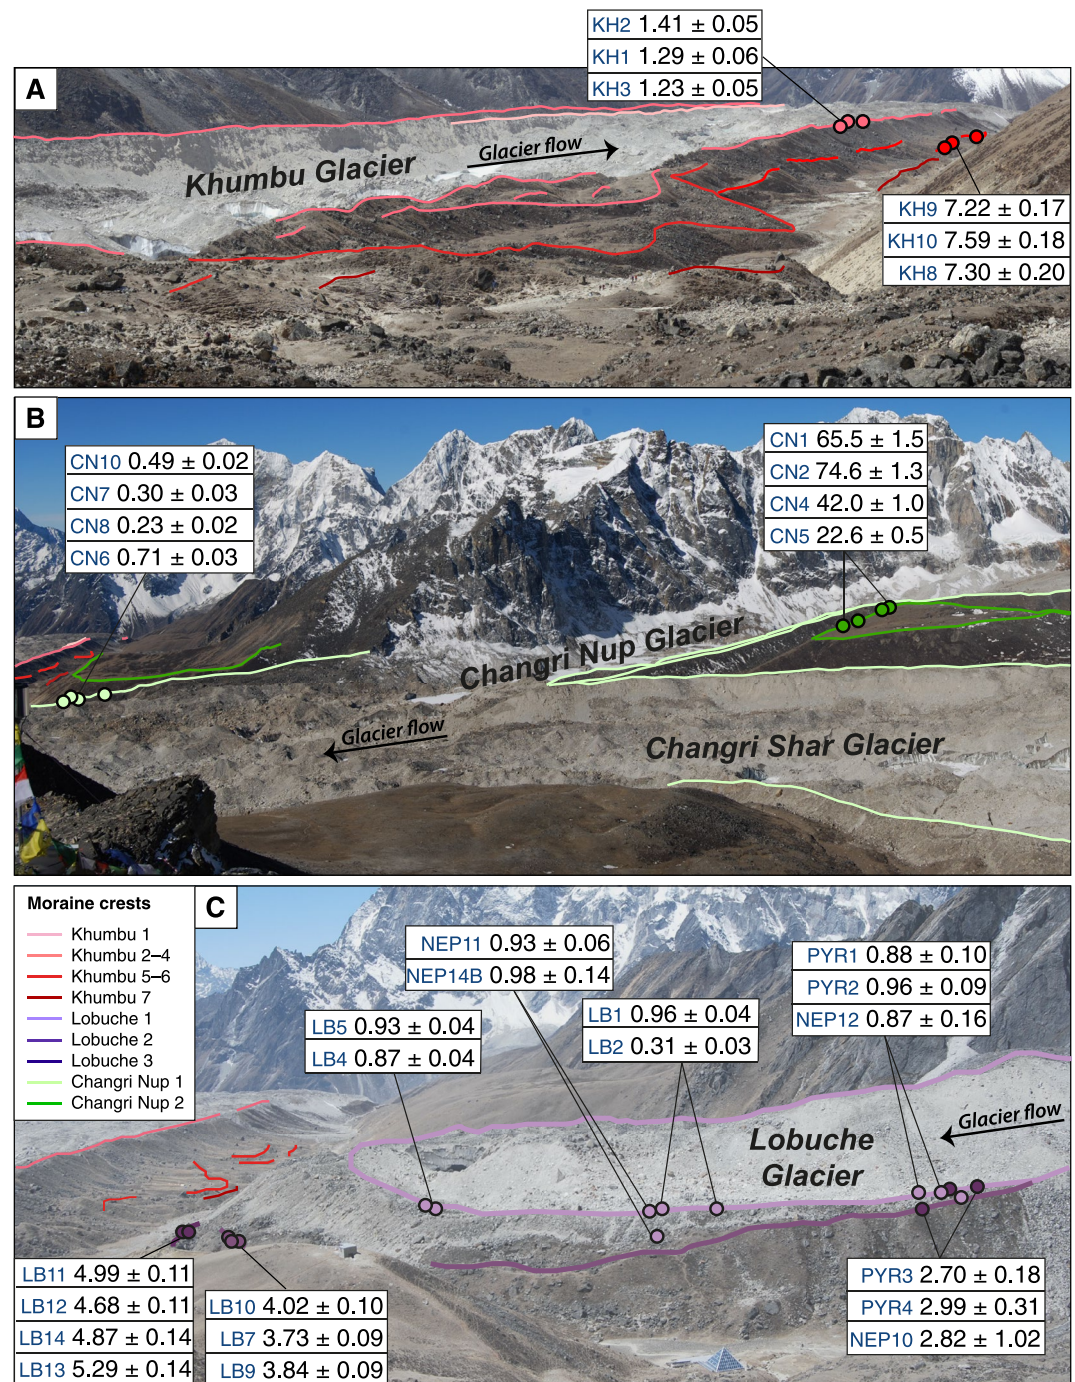 A
KH2 1.41 ± 0.05
KH1 1.29 ± 0.06
KH3 1.23 ± 0.05
Khumbu Glacier
Glacier flow
KH9 7.22 ± 0.17
KH10 7.59 ± 0.18
KH8 7.30 ± 0.20
B
CN10 0.49 ± 0.02
CN7 0.30 ± 0.03
CN8 0.23 ± 0.02
CN6 0.71 ± 0.03
CN1 65.5 ± 1.5
CN2 74.6 ± 1.3
CN4 42.0 ± 1.0
CN5 22.6 ± 0.5
Changri Nup Glacier
Glacier flow
Changri Shar Glacier
Moraine crests
Khumbu 1
Khumbu 2–4
Khumbu 5–6
Khumbu 7
Lobuche 1
Lobuche 2
Lobuche 3
Changri Nup 1
Changri Nup 2
C
NEP11 0.93 ± 0.06
NEP14B 0.98 ± 0.14
PYR1 0.88 ± 0.10
PYR2 0.96 ± 0.09
NEP12 0.87 ± 0.16
LB5 0.93 ± 0.04
LB4 0.87 ± 0.04
LB1 0.96 ± 0.04
LB2 0.31 ± 0.03
Glacier flow
Lobuche
Glacier
LB11 4.99 ± 0.11
LB12 4.68 ± 0.11
LB14 4.87 ± 0.14
LB13 5.29 ± 0.14
LB10 4.02 ± 0.10
LB7 3.73 ± 0.09
LB9 3.84 ± 0.09
PYR3 2.70 ± 0.18
PYR4 2.99 ± 0.31
NEP10 2.82 ± 1.02